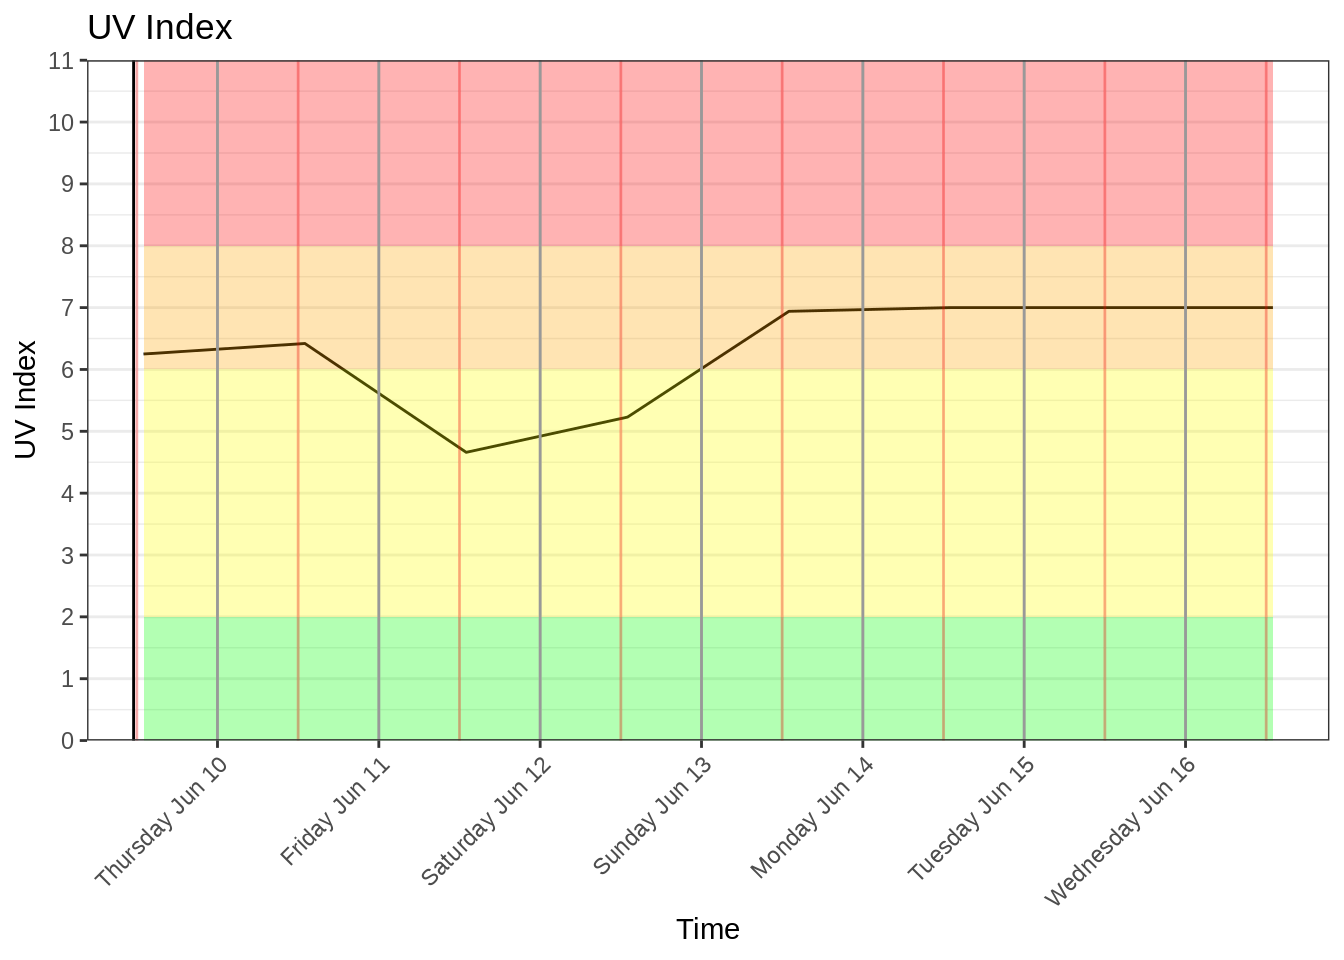 UV Index
11
10
9
8
7
6
5
4
3
2
1
0
UV Index
Thursday Jun 10
Friday Jun 11
Saturday Jun 12
Sunday Jun 13
Monday Jun 14
Tuesday Jun 15
Wednesday Jun 16
Time